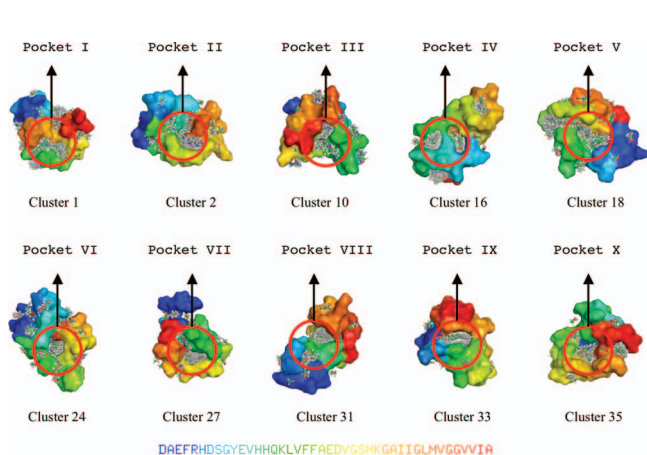 Pocket I Pocket II Pocket III Pocket IV Pocket V
Cluster 1 Cluster 2 Cluster 10 Cluster 16 Cluster 18
Pocket VI Pocket VII Pocket VIII Pocket IX Pocket X
Cluster 24 Cluster 27 Cluster 31 Cluster 33 Cluster 35
DAEFRHDSGYEVHHQKLVFFAEDVGSNKGAIIGLMVGGVVIA